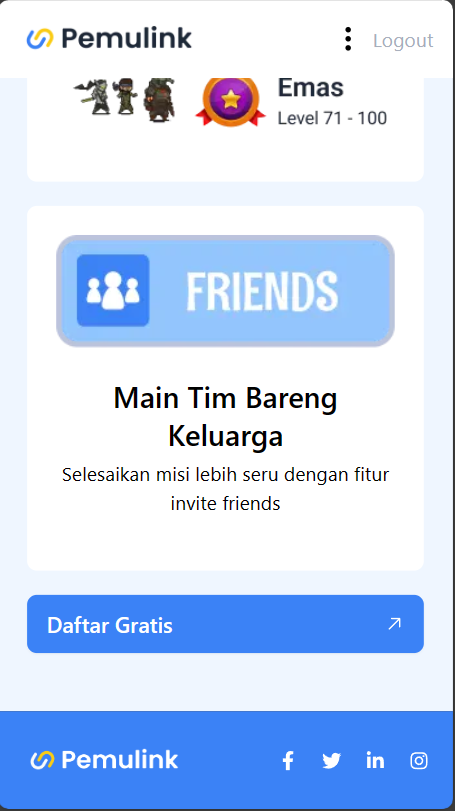 Pemulink
Logout
Emas
Level 71 - 100
FRIENDS
Main Tim Bareng
Keluarga
Selesaikan misi lebih seru dengan fitur
invite friends
Daftar Gratis
Pemulink